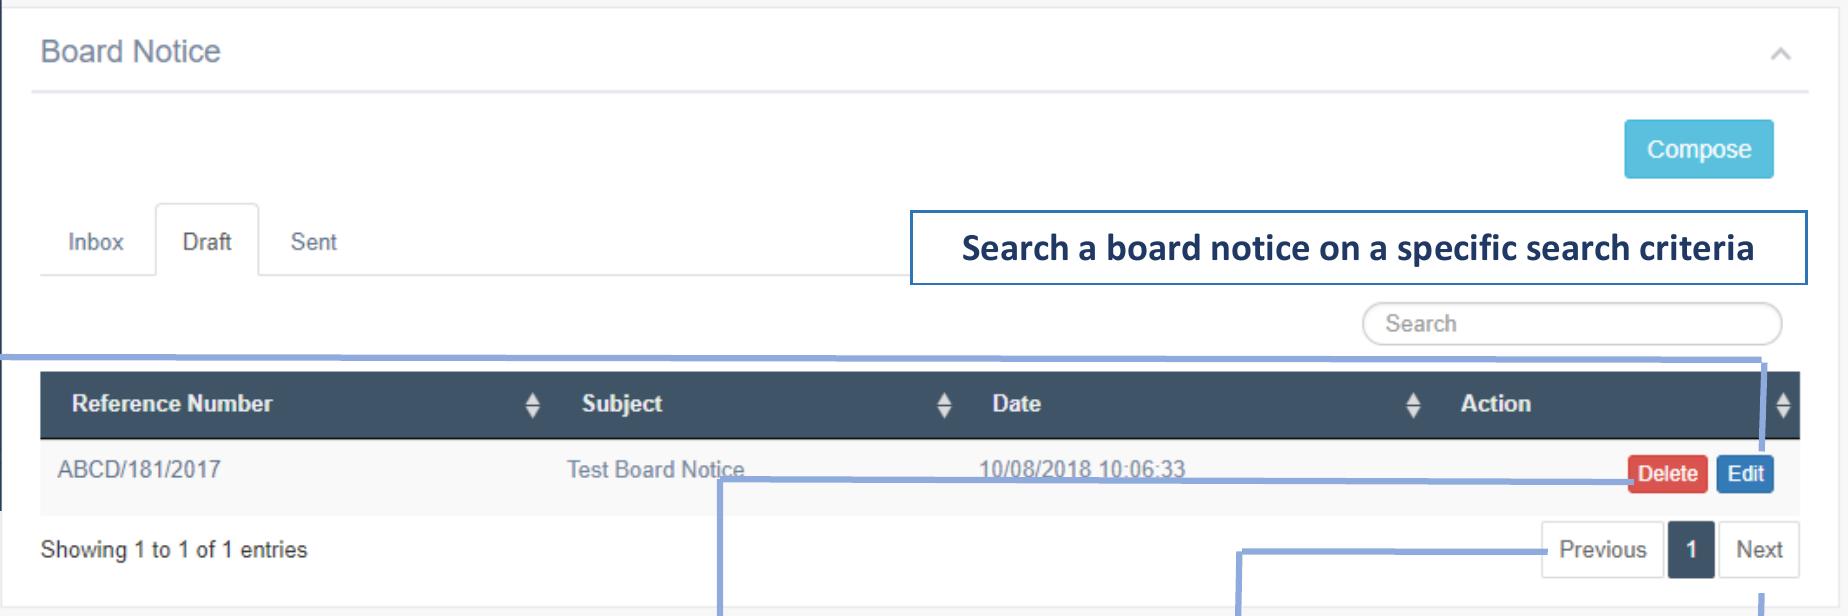 Board Notice
Compose
Inbox Draft Sent
Search a board notice on a specific search criteria
Search
Reference Number Subject Date Action
ABCD/181/2017 Test Board Notice 10/08/2018 10:06:33 Delete Edit
Showing 1 to 1 of 1 entries Previous 1 Next